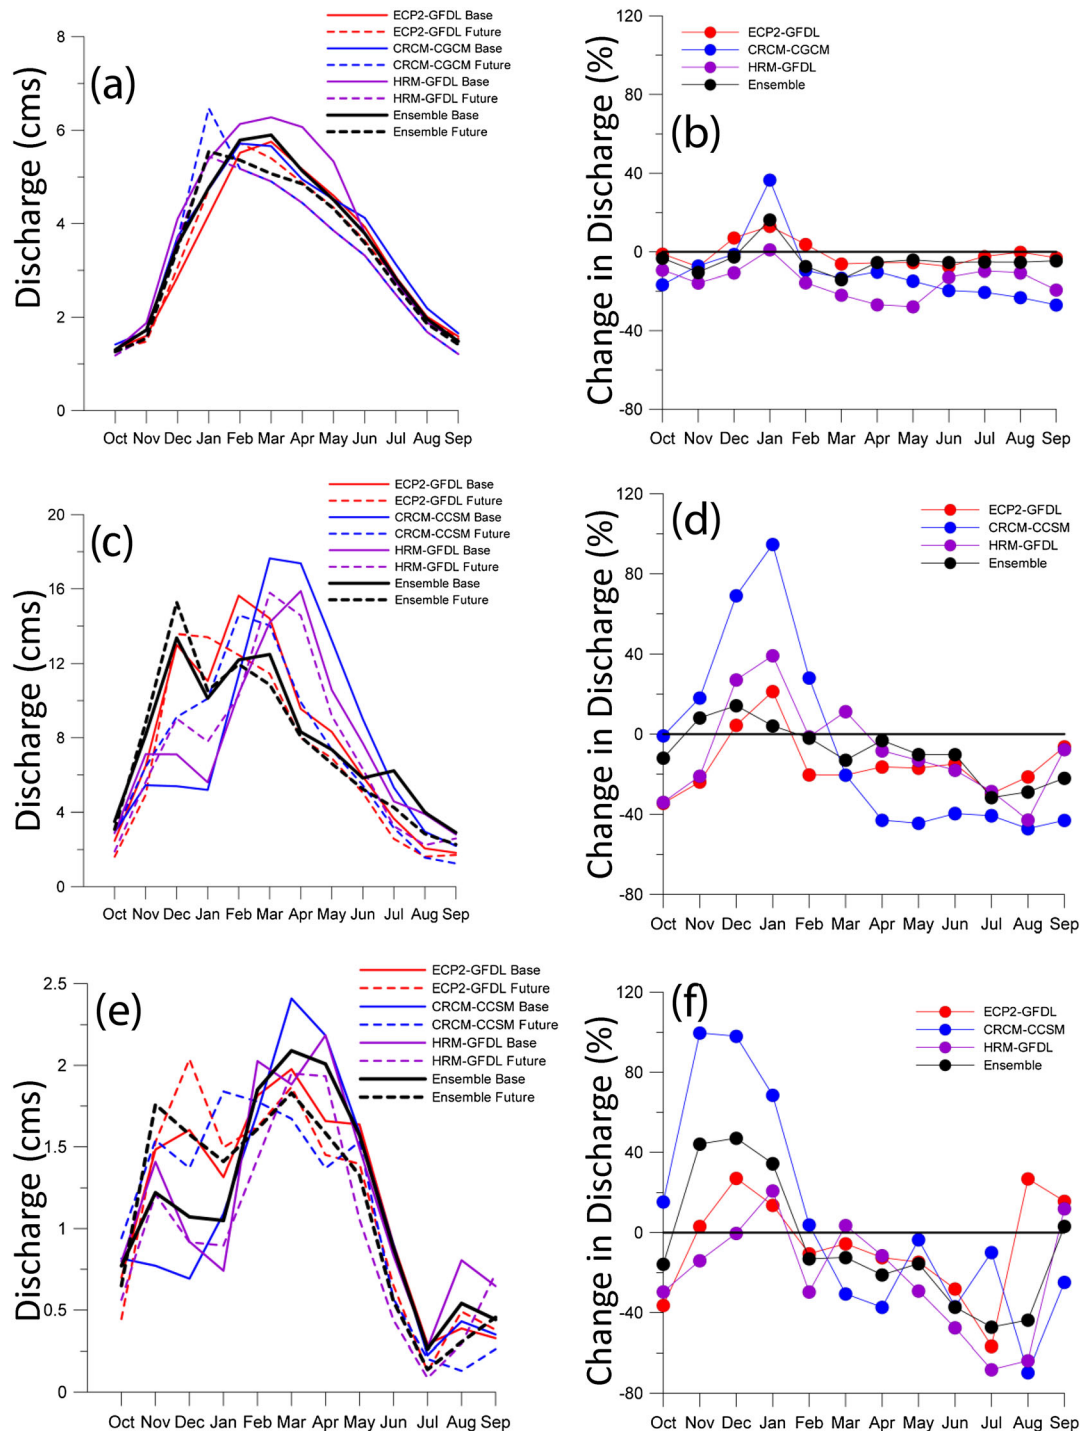 ECP2-GFDL Base
ECP2-GFDL Future
CRCM-CGCM Base
CRCM-CGCM Future
HRM-GFDL Base
HRM-GFDL Future
Ensemble Base
Ensemble Future
(a)
Discharge (cms)
8
6
4
2
0
Oct Nov Dec Jan Feb Mar Apr May Jun Jul Aug Sep
ECP2-GFDL
CRCM-CGCM
HRM-GFDL
Ensemble
(b)
Change in Discharge (%)
120
80
40
0
-40
-80
Oct Nov Dec Jan Feb Mar Apr May Jun Jul Aug Sep
ECP2-GFDL Base
ECP2-GFDL Future
CRCM-CCSM Base
CRCM-CCSM Future
HRM-GFDL Base
HRM-GFDL Future
Ensemble Base
Ensemble Future
(c)
Discharge (cms)
20
16
12
8
4
0
Oct Nov Dec Jan Feb Mar Apr May Jun Jul Aug Sep
ECP2-GFDL
CRCM-CCSM
HRM-GFDL
Ensemble
(d)
Change in Discharge (%)
120
80
40
0
-40
-80
Oct Nov Dec Jan Feb Mar Apr May Jun Jul Aug Sep
ECP2-GFDL Base
ECP2-GFDL Future
CRCM-CCSM Base
CRCM-CCSM Future
HRM-GFDL Base
HRM-GFDL Future
Ensemble Base
Ensemble Future
(e)
Discharge (cms)
2.5
2
1.5
1
0.5
0
Oct Nov Dec Jan Feb Mar Apr May Jun Jul Aug Sep
ECP2-GFDL
CRCM-CCSM
HRM-GFDL
Ensemble
(f)
Change in Discharge (%)
120
80
40
0
-40
-80
Oct Nov Dec Jan Feb Mar Apr May Jun Jul Aug Sep